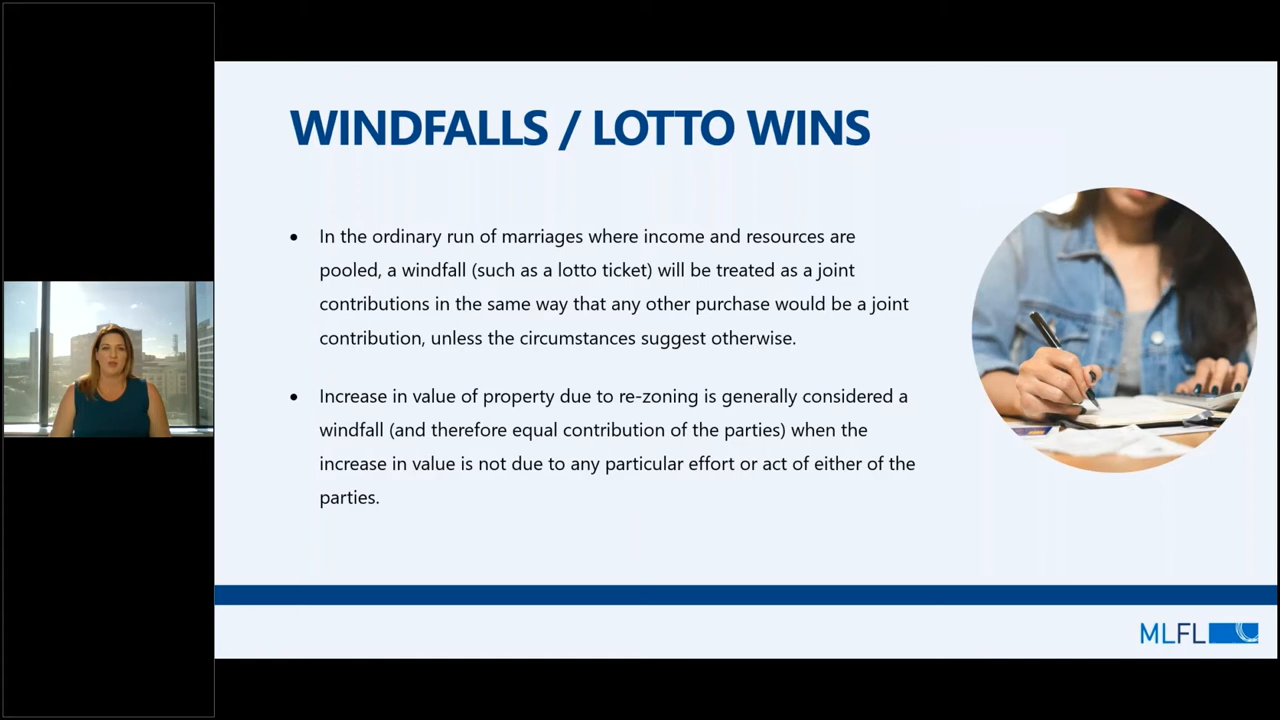 WINDFALLS / LOTTO WINS
• In the ordinary run of marriages where income and resources are
pooled, a windfall (such as a lotto ticket) will be treated as a joint
contributions in the same way that any other purchase would be a joint
contribution, unless the circumstances suggest otherwise.
• Increase in value of property due to re-zoning is generally considered a
windfall (and therefore equal contribution of the parties) when the
increase in value is not due to any particular effort or act of either of the
parties.
MLFL